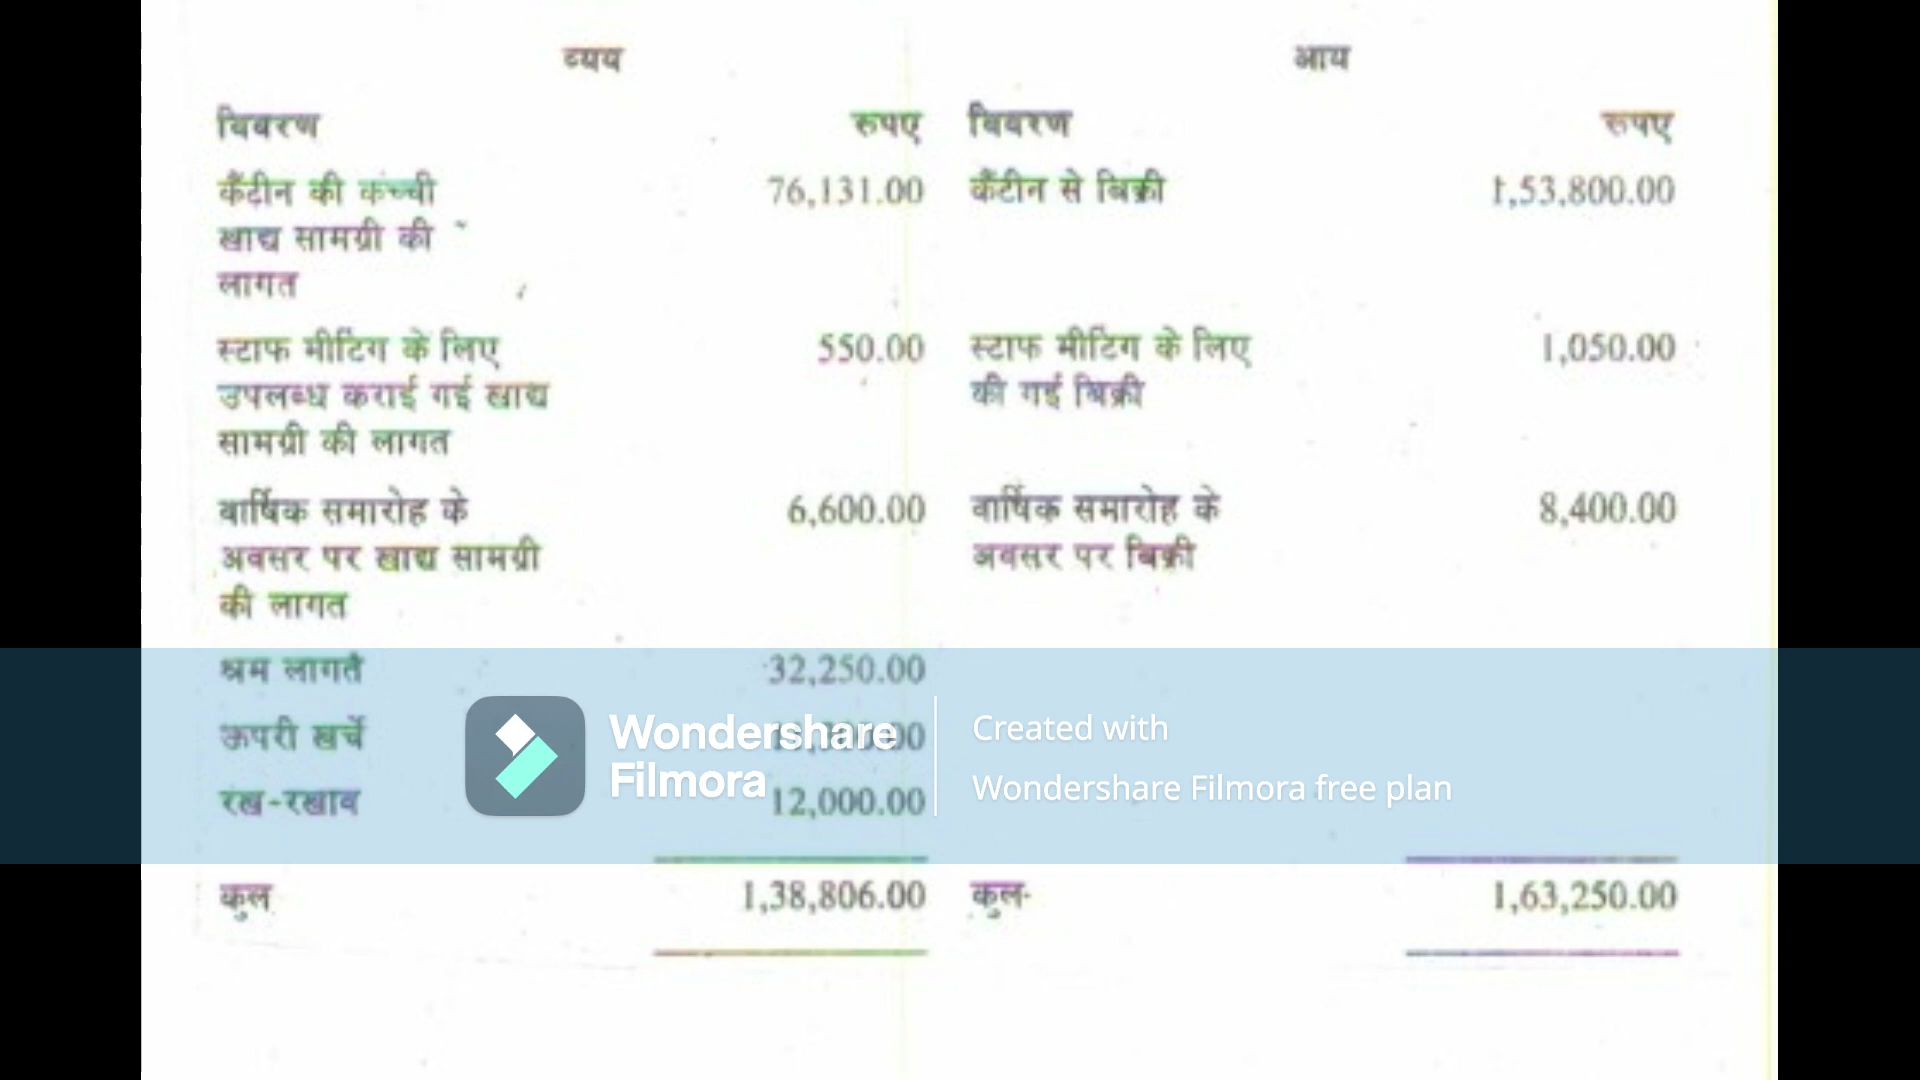 व्यय आय
विवरण रुपए विवरण रुपए
कैंटीन की कच्ची 76,131.00 कैंटीन से बिक्री 1,53,800.00
खाद्य सामग्री की
लागत
स्टाफ मीटिंग के लिए 550.00 स्टाफ मीटिंग के लिए 1,050.00
उपलब्ध कराई गई खाद्य की गई बिक्री
सामग्री की लागत
वार्षिक समारोह के 6,600.00 वार्षिक समारोह के 8,400.00
अवसर पर खाद्य सामग्री अवसर पर बिक्री
की लागत
श्रम लागत 32,250.00
ऊपरी खर्चे
रख-रखाव 12,000.00
Wondershare
Filmora
Created with
Wondershare Filmora free plan
कुल 1,38,806.00 कुल 1,63,250.00